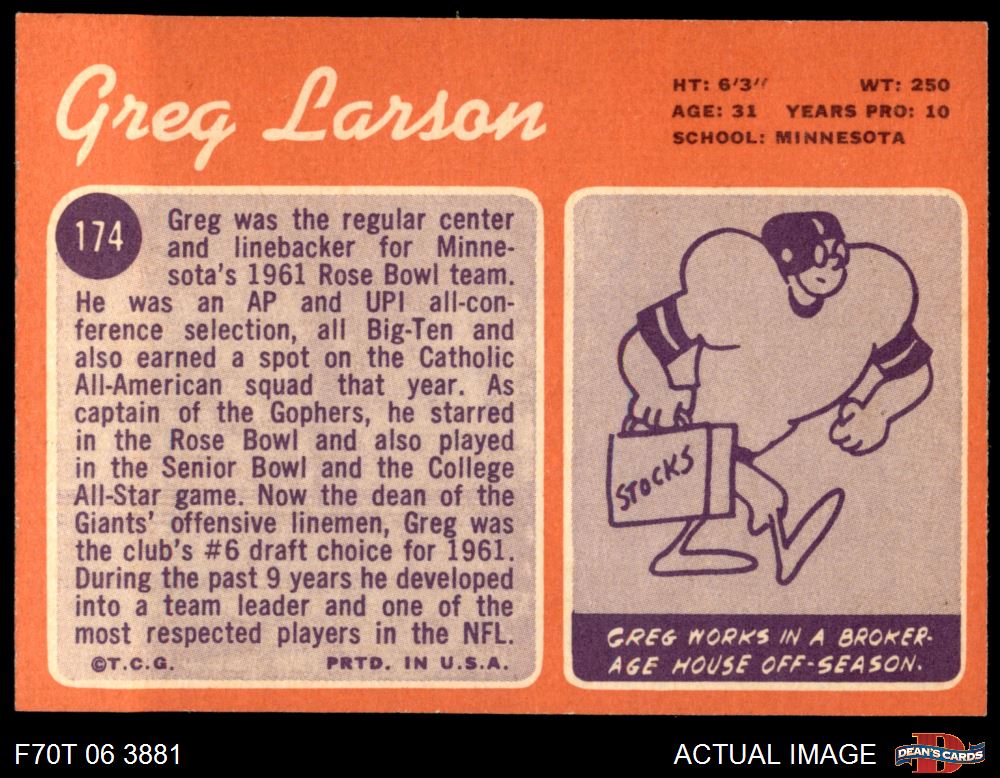 Greg Larson
HT: 6'3" WT: 250
AGE: 31 YEARS PRO: 10
SCHOOL: MINNESOTA
174
Greg was the regular center
and linebacker for Minne-
sota's 1961 Rose Bowl team.
He was an AP and UPI all-con-
ference selection, all Big-Ten and
also earned a spot on the Catholic
All-American squad that year. As
captain of the Gophers, he starred
in the Rose Bowl and also played
in the Senior Bowl and the College
All-Star game. Now the dean of the
Giants' offensive linemen, Greg was
the club's #6 draft choice for 1961.
During the past 9 years he developed
into a team leader and one of the
most respected players in the NFL.
©T.C.G. PRTD. IN U.S.A.
STOCKS
GREG WORKS IN A BROKER-
AGE HOUSE OFF-SEASON.
F70T 06 3881
ACTUAL IMAGE
D
DEAN'S CARDS